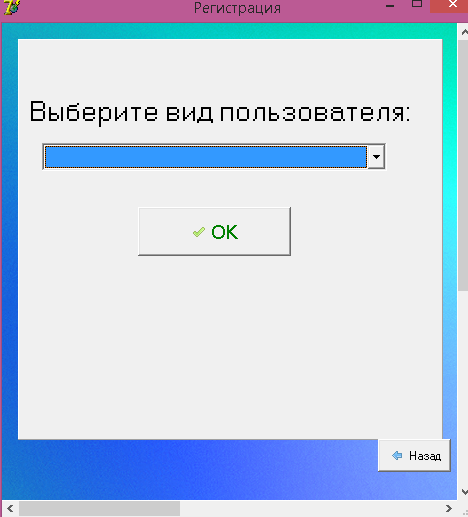 Регистрация
Выберите вид пользователя:
OK
Назад